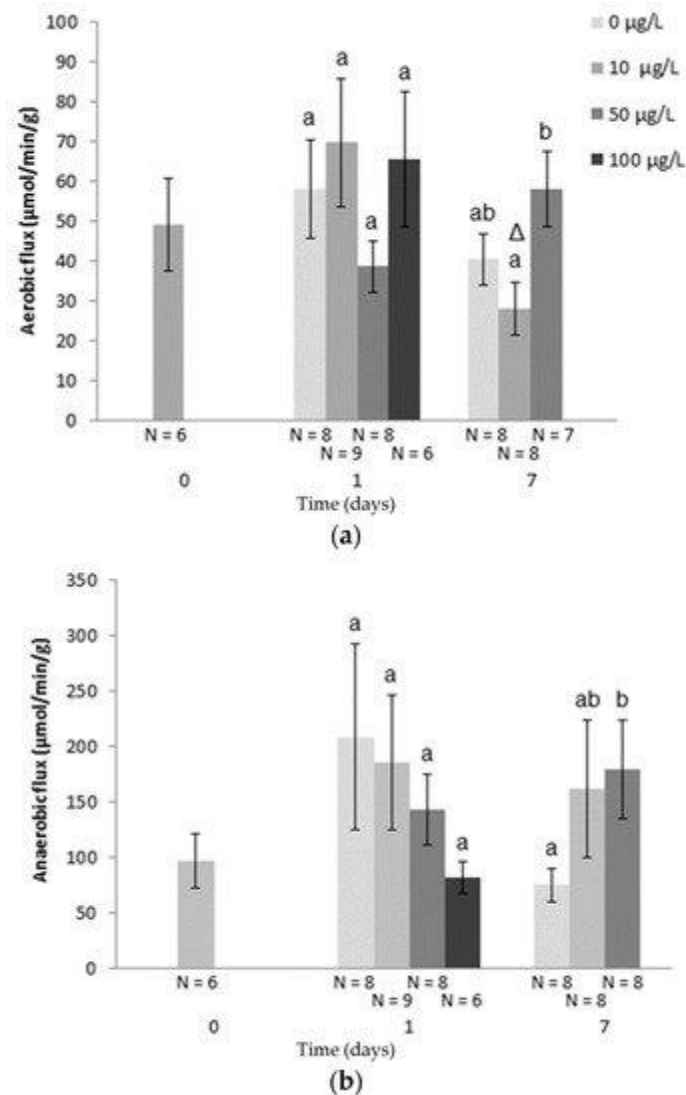 Aerobic flux (µmol/min/g)
100
90
80
70
60
50
40
30
20
10
0
0 µg/L
10 µg/L
50 µg/L
100 µg/L
a
a
a
a
ab
Δ
a
b
N = 6
N = 8
N = 9
N = 8
N = 6
N = 8
N = 8
N = 7
0
1
7
Time (days)
(a)
Anaerobic flux (µmol/min/g)
350
300
250
200
150
100
50
0
a
a
a
a
a
ab
b
N = 6
N = 8
N = 9
N = 8
N = 6
N = 8
N = 8
N = 8
0
1
7
Time (days)
(b)